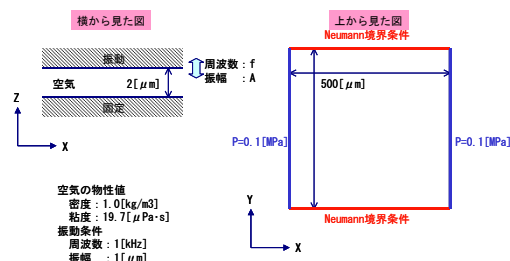 横から見た図
振動
周波数：f
振幅 ：A
空気
2[μm]
固定
Z
X
空気の物性値
密度：1.0[kg/m3]
粘度：19.7[μPa·s]
振動条件
周波数：1[kHz]
振幅 ：1[μm]
上から見た図
Neumann境界条件
500[μm]
P=0.1[MPa]
P=0.1[MPa]
Neumann境界条件
Y
X